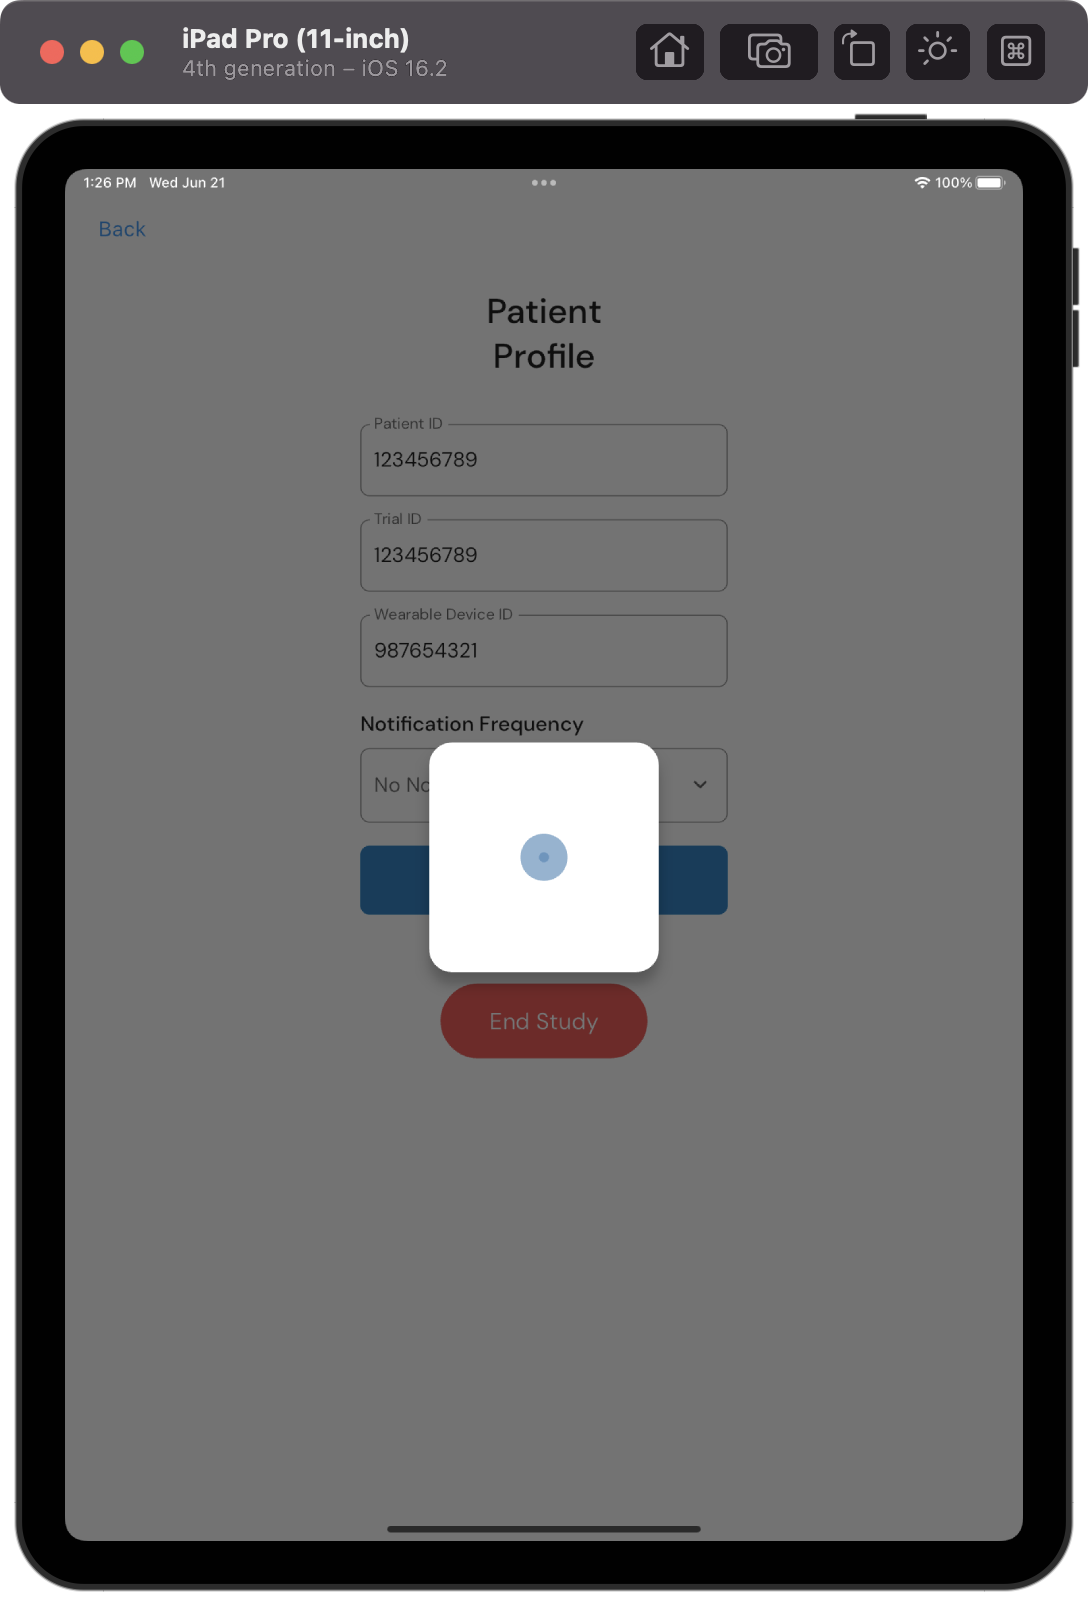 iPad Pro (11-inch)
4th generation – iOS 16.2
1:26 PM Wed Jun 21
100%
Back
Patient
Profile
Patient ID
123456789
Trial ID
123456789
Wearable Device ID
987654321
Notification Frequency
No
End Study